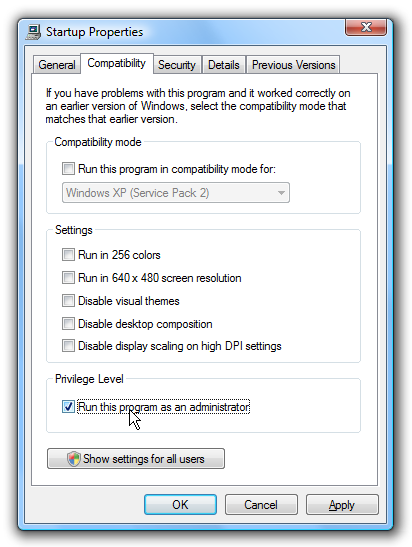 Startup Properties
General Compatibility Security Details Previous Versions
If you have problems with this program and it worked correctly on
an earlier version of Windows, select the compatibility mode that
matches that earlier version.
Compatibility mode
Run this program in compatibility mode for:
Windows XP (Service Pack 2)
Settings
Run in 256 colors
Run in 640 x 480 screen resolution
Disable visual themes
Disable desktop composition
Disable display scaling on high DPI settings
Privilege Level
Run this program as an administrator
Show settings for all users
OK Cancel Apply